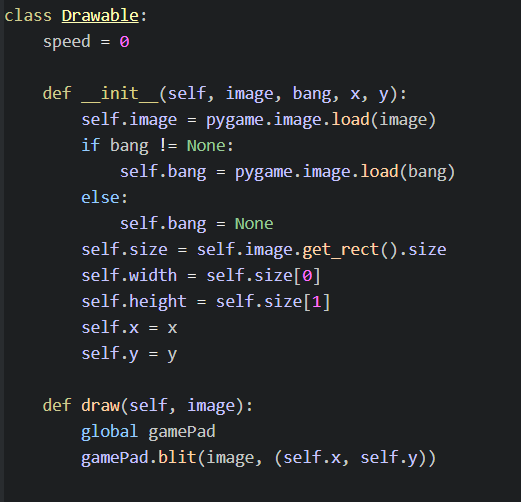 class Drawable:
    speed = 0

    def __init__(self, image, bang, x, y):
        self.image = pygame.image.load(image)
        if bang != None:
            self.bang = pygame.image.load(bang)
        else:
            self.bang = None
        self.size = self.image.get_rect().size
        self.width = self.size[0]
        self.height = self.size[1]
        self.x = x
        self.y = y

    def draw(self, image):
        global gamePad
        gamePad.blit(image, (self.x, self.y))